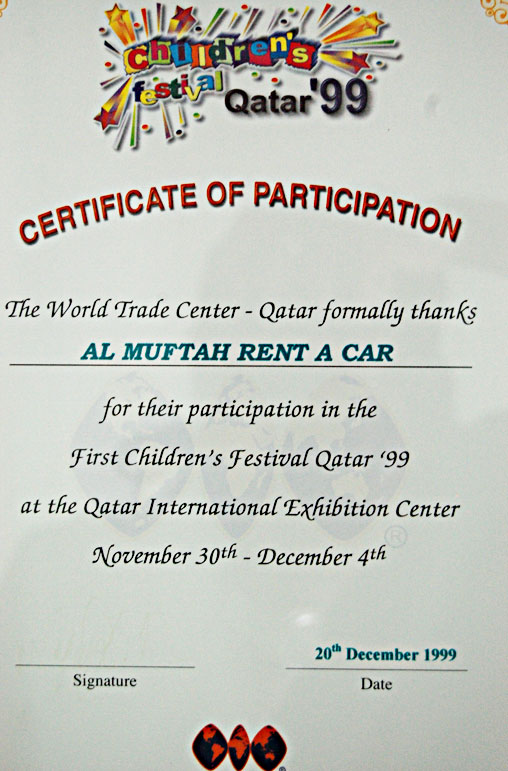 Children's
festival Qatar'99
CERTIFICATE OF PARTICIPATION
The World Trade Center - Qatar formally thanks
AL MUFTAH RENT A CAR
for their participation in the
First Children's Festival Qatar '99
at the Qatar International Exhibition Center
November 30th - December 4th
20th December 1999
Signature Date
®